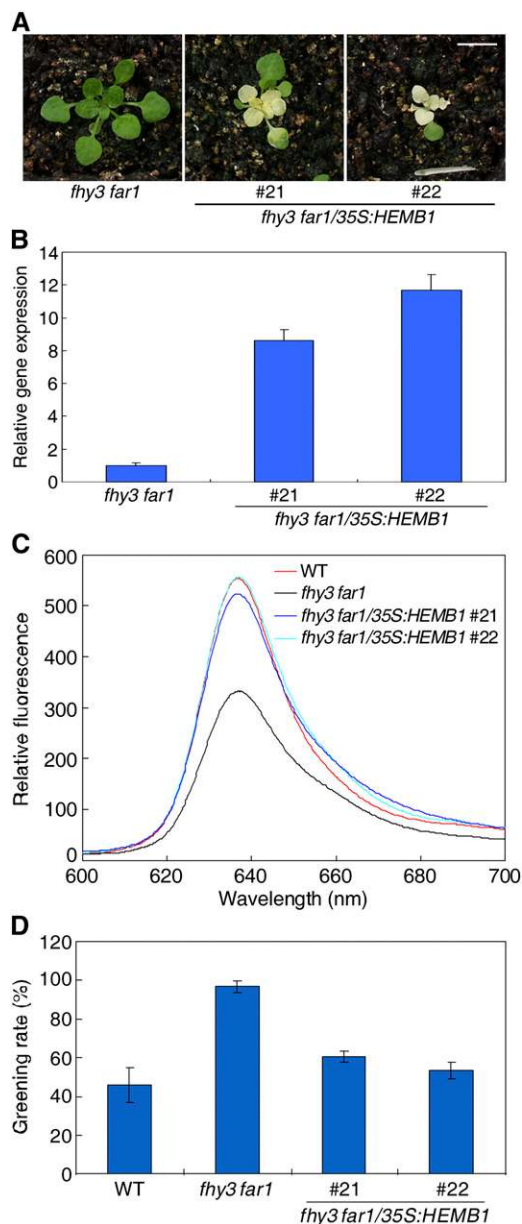 A
fhy3 far1
#21
#22
fhy3 far1/35S:HEMB1
B
Relative gene expression
14
12
10
8
6
4
2
0
fhy3 far1
#21
#22
fhy3 far1/35S:HEMB1
C
Relative fluorescence
600
500
400
300
200
100
0
WT
fhy3 far1
fhy3 far1/35S:HEMB1 #21
fhy3 far1/35S:HEMB1 #22
600
620
640
660
680
700
Wavelength (nm)
D
Greening rate (%)
120
100
80
60
40
20
0
WT
fhy3 far1
#21
#22
fhy3 far1/35S:HEMB1